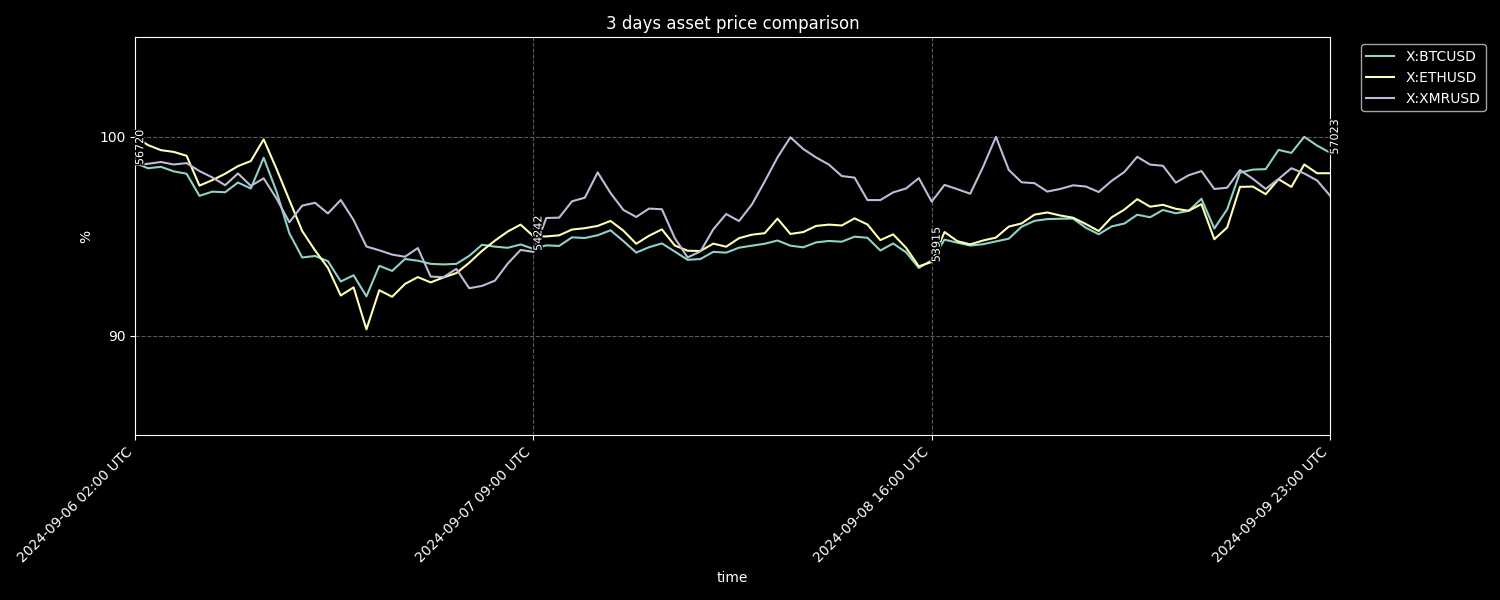 3 days asset price comparison
X:BTCUSD
X:ETHUSD
X:XMRUSD
100
90
%
56720
54242
53915
57023
2024-09-06 02:00 UTC
2024-09-07 09:00 UTC
2024-09-08 16:00 UTC
2024-09-09 23:00 UTC
time